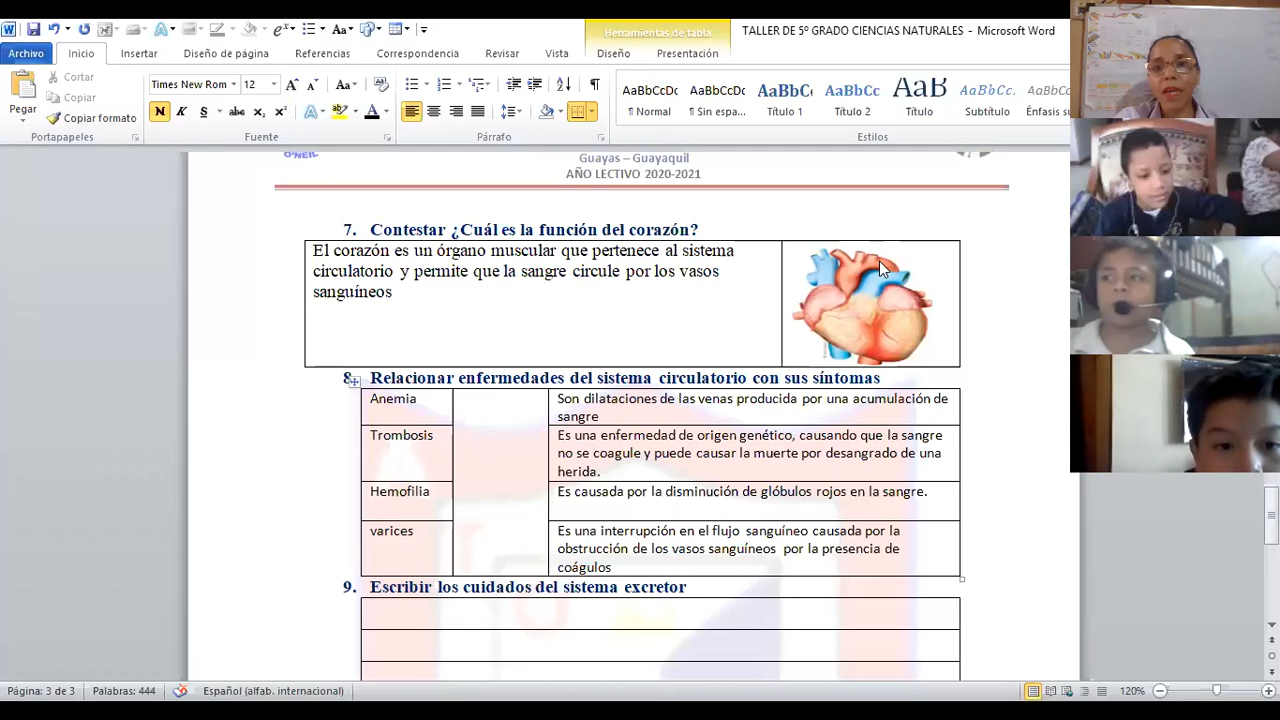 TALLER DE 5º GRADO CIENCIAS NATURALES - Microsoft Word
Herramientas de tabla
Archivo Inicio Insertar Diseño de página Referencias Correspondencia Revisar Vista Diseño Presentación
Cortar
Copiar
Copiar formato
Pegar
Times New Rom 12
AaBbCcDc AaBbCcDc AaBbC AaBbCc AaB AaBbCc. AaBbCcDc
¶ Normal ¶ Sin espa... Título 1 Título 2 Título Subtítulo Énfasis su
Portapapeles Fuente Párrafo Estilos
O'NEIL
Guayas – Guayaquil
AÑO LECTIVO 2020-2021
7. Contestar ¿Cuál es la función del corazón?
El corazón es un órgano muscular que pertenece al sistema
circulatorio y permite que la sangre circule por los vasos
sanguíneos
8. Relacionar enfermedades del sistema circulatorio con sus síntomas
Anemia
Son dilataciones de las venas producida por una acumulación de
sangre
Trombosis
Es una enfermedad de origen genético, causando que la sangre
no se coagule y puede causar la muerte por desangrado de una
herida.
Hemofilia
Es causada por la disminución de glóbulos rojos en la sangre.
varices
Es una interrupción en el flujo sanguíneo causada por la
obstrucción de los vasos sanguíneos por la presencia de
coágulos
9. Escribir los cuidados del sistema excretor
Página: 3 de 3 Palabras: 444 Español (alfab. internacional) 120%